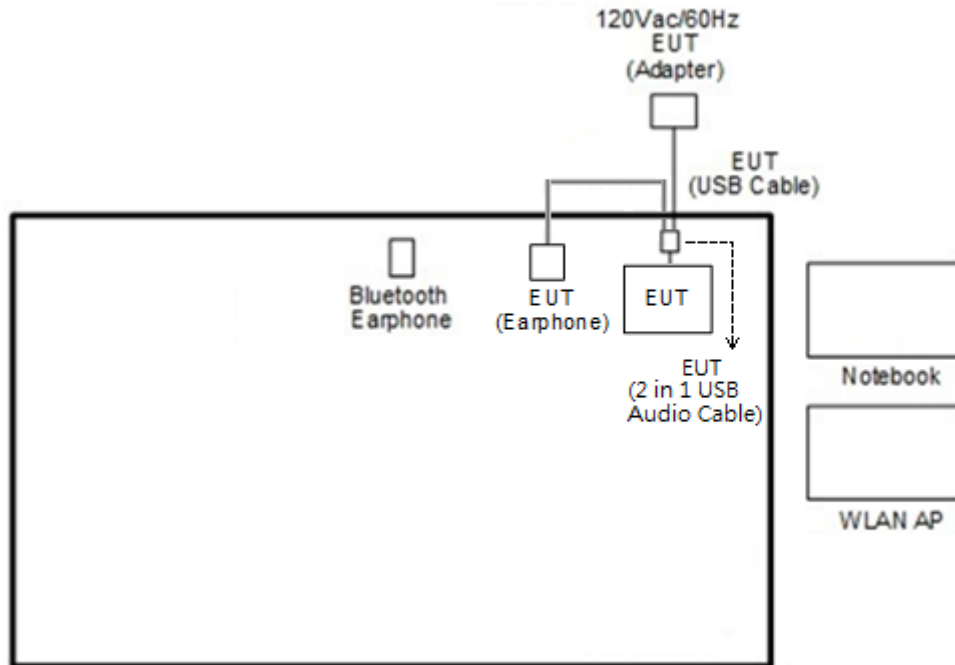 120Vac/60Hz
EUT
(Adapter)
EUT
(USB Cable)
Bluetooth
Earphone
EUT
(Earphone)
EUT
EUT
(2 in 1 USB
Audio Cable)
Notebook
WLAN AP